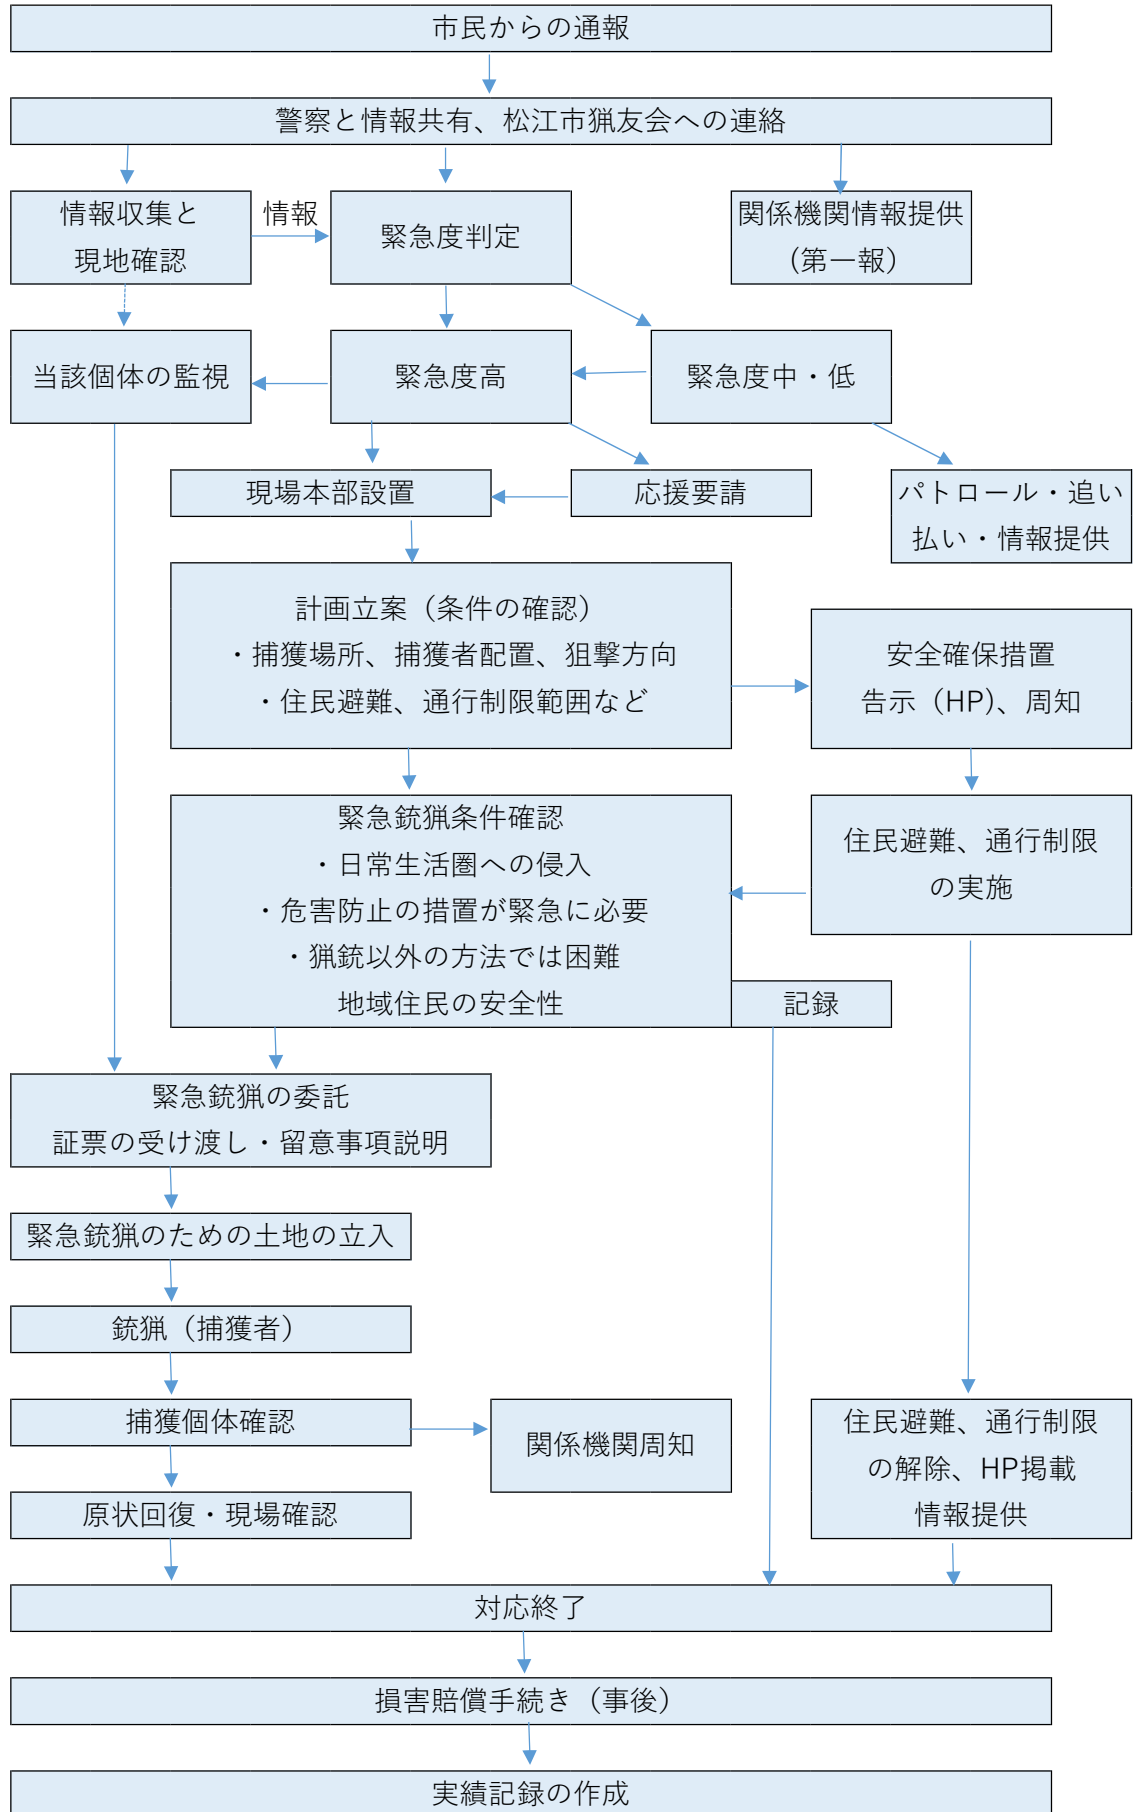 市民からの通報
警察と情報共有、松江市猟友会への連絡
情報収集と
現地確認
情報
緊急度判定
関係機関情報提供
（第一報）
当該個体の監視
緊急度高
緊急度中・低
現場本部設置
応援要請
パトロール・追い
払い・情報提供
計画立案（条件の確認）
・捕獲場所、捕獲者配置、狙撃方向
・住民避難、通行制限範囲など
安全確保措置
告示（HP）、周知
緊急銃猟条件確認
・日常生活圏への侵入
・危害防止の措置が緊急に必要
・猟銃以外の方法では困難
地域住民の安全性
住民避難、通行制限
の実施
記録
緊急銃猟の委託
証票の受け渡し・留意事項説明
緊急銃猟のための土地の立入
銃猟（捕獲者）
捕獲個体確認
関係機関周知
住民避難、通行制限
の解除、HP掲載
情報提供
原状回復・現場確認
対応終了
損害賠償手続き（事後）
実績記録の作成